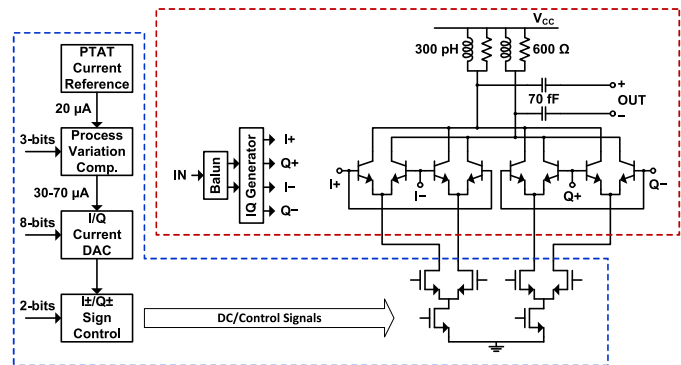 PTAT
Current
Reference
20 µA
3-bits
Process
Variation
Comp.
30-70 µA
8-bits
I/Q
Current
DAC
2-bits
I±/Q±
Sign
Control
DC/Control Signals
IN
Balun
IQ Generator
I+
Q+
I−
Q−
VCC
300 pH
600 Ω
70 fF
+
OUT
−
I+
I−
Q+
Q−